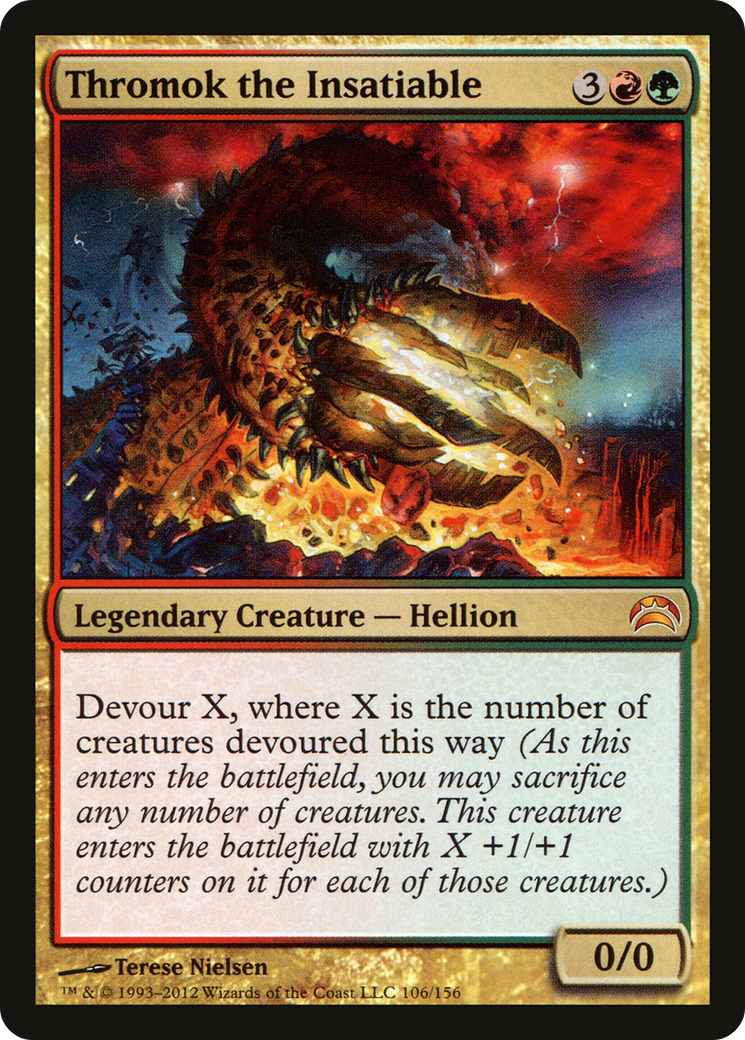 Thromok the Insatiable 3
Legendary Creature — Hellion
Devour X, where X is the number of
creatures devoured this way (As this
enters the battlefield, you may sacrifice
any number of creatures. This creature
enters the battlefield with X +1/+1
counters on it for each of those creatures.)
0/0
Terese Nielsen
™ & © 1993–2012 Wizards of the Coast LLC 106/156